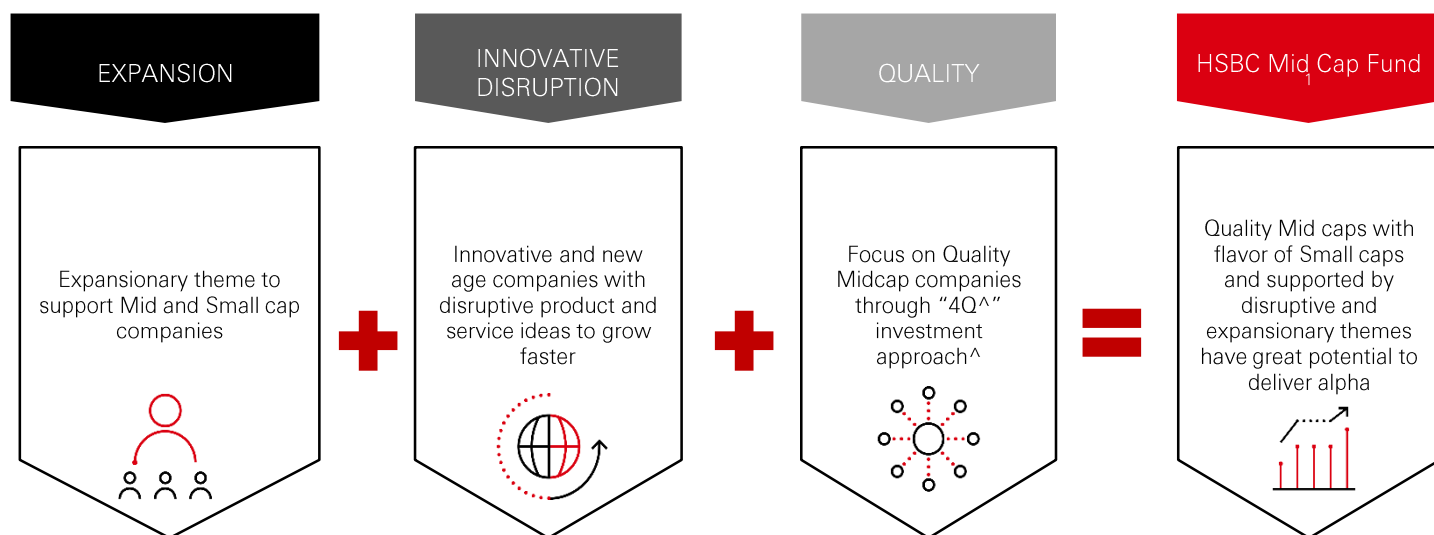 EXPANSION
Expansionary theme to
support Mid and Small cap
companies
INNOVATIVE
DISRUPTION
Innovative and new
age companies with
disruptive product and
service ideas to grow
faster
QUALITY
Focus on Quality
Midcap companies
through “4Q^”
investment
approach^
HSBC Mid Cap Fund
1
Quality Mid caps with
flavor of Small caps
and supported by
disruptive and
expansionary themes
have great potential to
deliver alpha